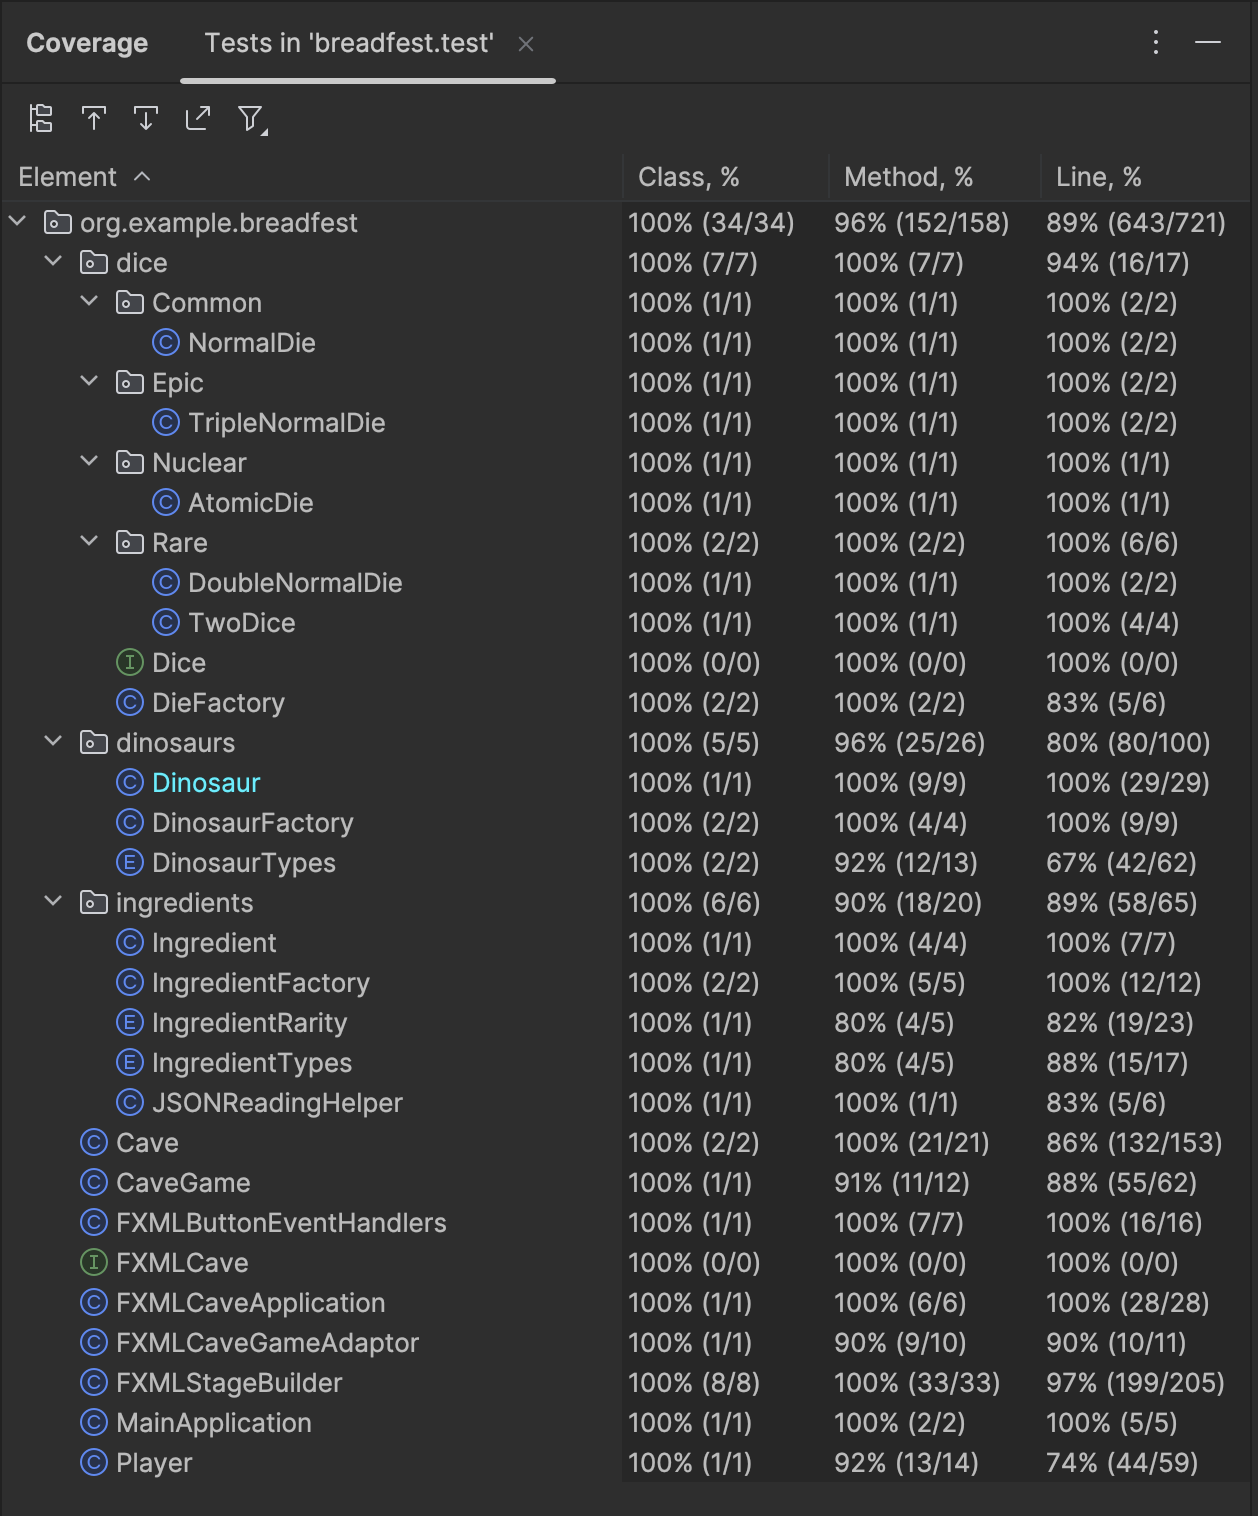 Coverage Tests in 'breadfest.test'
Element Class, % Method, % Line, %
org.example.breadfest 100% (34/34) 96% (152/158) 89% (643/721)
dice 100% (7/7) 100% (7/7) 94% (16/17)
Common 100% (1/1) 100% (1/1) 100% (2/2)
C NormalDie 100% (1/1) 100% (1/1) 100% (2/2)
Epic 100% (1/1) 100% (1/1) 100% (2/2)
C TripleNormalDie 100% (1/1) 100% (1/1) 100% (2/2)
Nuclear 100% (1/1) 100% (1/1) 100% (1/1)
C AtomicDie 100% (1/1) 100% (1/1) 100% (1/1)
Rare 100% (2/2) 100% (2/2) 100% (6/6)
C DoubleNormalDie 100% (1/1) 100% (1/1) 100% (2/2)
C TwoDice 100% (1/1) 100% (1/1) 100% (4/4)
I Dice 100% (0/0) 100% (0/0) 100% (0/0)
C DieFactory 100% (2/2) 100% (2/2) 83% (5/6)
dinosaurs 100% (5/5) 96% (25/26) 80% (80/100)
C Dinosaur 100% (1/1) 100% (9/9) 100% (29/29)
C DinosaurFactory 100% (2/2) 100% (4/4) 100% (9/9)
E DinosaurTypes 100% (2/2) 92% (12/13) 67% (42/62)
ingredients 100% (6/6) 90% (18/20) 89% (58/65)
C Ingredient 100% (1/1) 100% (4/4) 100% (7/7)
C IngredientFactory 100% (2/2) 100% (5/5) 100% (12/12)
E IngredientRarity 100% (1/1) 80% (4/5) 82% (19/23)
E IngredientTypes 100% (1/1) 80% (4/5) 88% (15/17)
C JSONReadingHelper 100% (1/1) 100% (1/1) 83% (5/6)
C Cave 100% (2/2) 100% (21/21) 86% (132/153)
C CaveGame 100% (1/1) 91% (11/12) 88% (55/62)
C FXMLButtonEventHandlers 100% (1/1) 100% (7/7) 100% (16/16)
I FXMLCave 100% (0/0) 100% (0/0) 100% (0/0)
C FXMLCaveApplication 100% (1/1) 100% (6/6) 100% (28/28)
C FXMLCaveGameAdaptor 100% (1/1) 90% (9/10) 90% (10/11)
C FXMLStageBuilder 100% (8/8) 100% (33/33) 97% (199/205)
C MainApplication 100% (1/1) 100% (2/2) 100% (5/5)
C Player 100% (1/1) 92% (13/14) 74% (44/59)